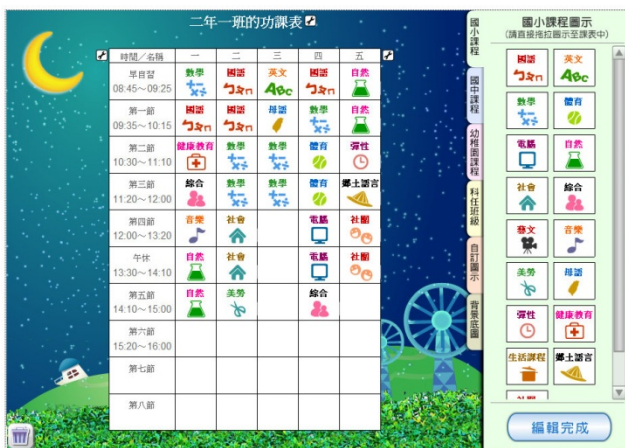 二年一班的功課表
時間／名稱 一 二 三 四 五
早自習 數學 國語 英文 國語 自然
08:45～09:25 ㄅㄆㄇ ABC ㄅㄆㄇ
第一節 國語 國語 母語 數學 自然
09:35～10:15 ㄅㄆㄇ ㄅㄆㄇ
第二節 健康教育 數學 數學 體育 彈性
10:30～11:10
第三節 綜合 數學 數學 體育 鄉土語言
11:20～12:00
第四節 音樂 社會 電腦 社團
12:00～13:20
午休 自然 社會 電腦 社團
13:30～14:10
第五節 自然 美勞 綜合
14:10～15:00
第六節
15:20～16:00
第七節
第八節
國小課程
國中課程
幼稚園課程
科任班級
自訂圖示
背景底圖
國小課程圖示
(請直接拖拉圖示至課表中)
國語 英文
ㄅㄆㄇ ABC
數學 體育
電腦 自然
社會 綜合
藝文 音樂
美勞 母語
彈性 健康教育
生活課程 鄉土語言
編輯完成